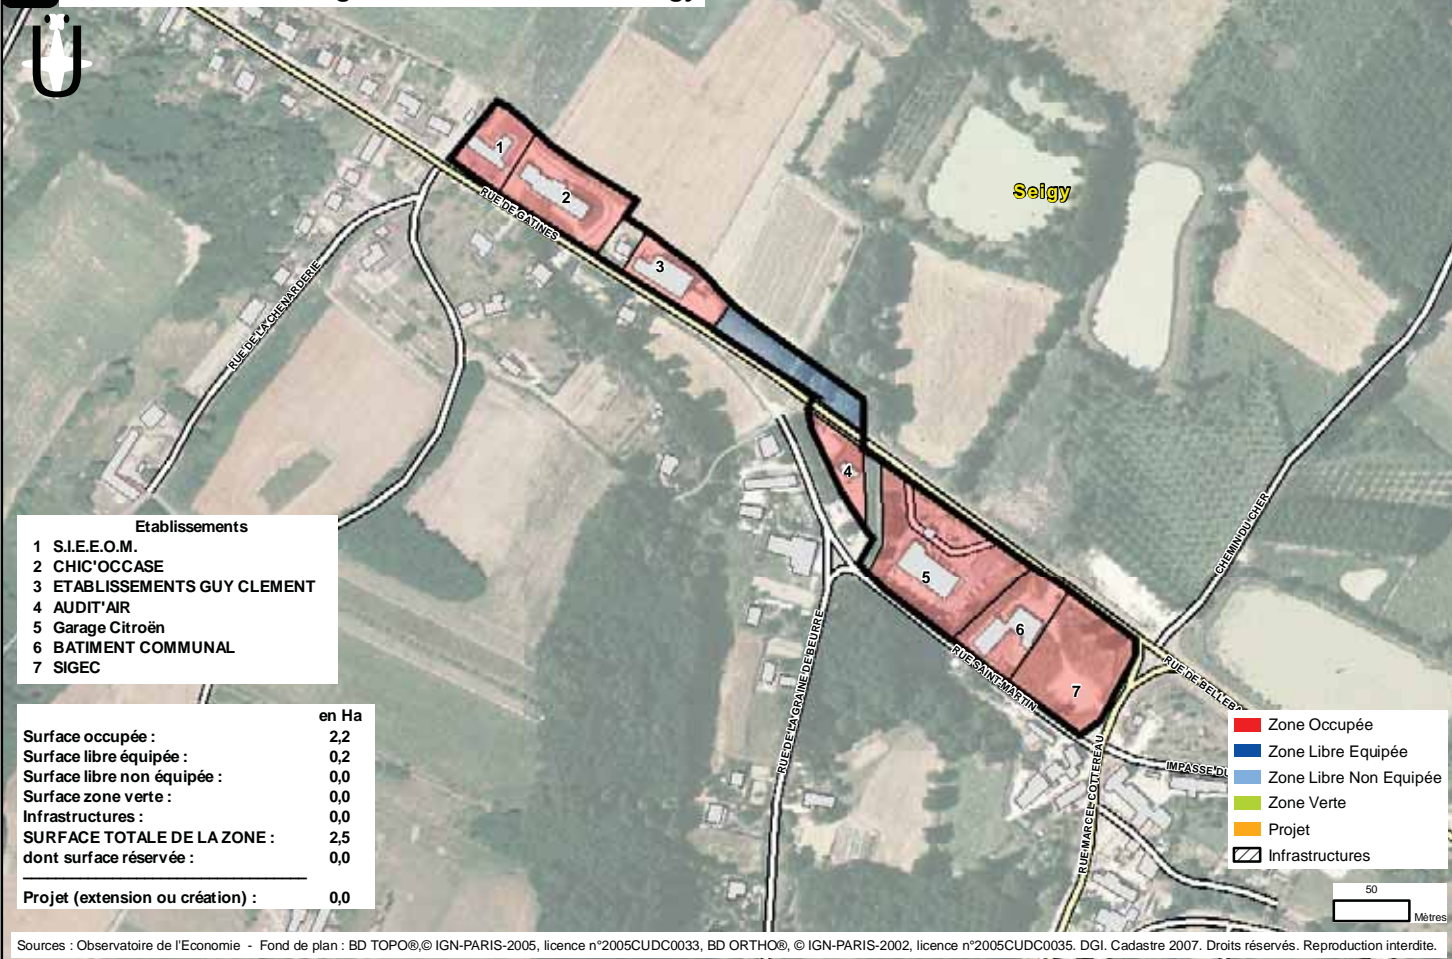 Ü
1
2
3
4
5
6
7
Seigy
RUE DE GATINES
RUE DE LA CHENARDERIE
CHEMIN DU CHER
RUE DE LA GRAINE DE BEURRE
RUE SAINT-MARTIN
RUE MARCEL COTTEREAU
IMPASSE DU
Etablissements
1 S.I.E.E.O.M.
2 CHIC'OCCASE
3 ETABLISSEMENTS GUY CLEMENT
4 AUDIT'AIR
5 Garage Citroën
6 BATIMENT COMMUNAL
7 SIGEC
en Ha
Surface occupée : 2,2
Surface libre équipée : 0,2
Surface libre non équipée : 0,0
Surface zone verte : 0,0
Infrastructures : 0,0
SURFACE TOTALE DE LA ZONE : 2,5
dont surface réservée : 0,0
Projet (extension ou création) : 0,0
Zone Occupée
Zone Libre Equipée
Zone Libre Non Equipée
Zone Verte
Projet
Infrastructures
50
Mètres
Sources : Observatoire de l'Economie - Fond de plan : BD TOPO®,© IGN-PARIS-2005, licence n°2005CUDC0033, BD ORTHO®, © IGN-PARIS-2002, licence n°2005CUDC0035. DGI. Cadastre 2007. Droits réservés. Reproduction interdite.